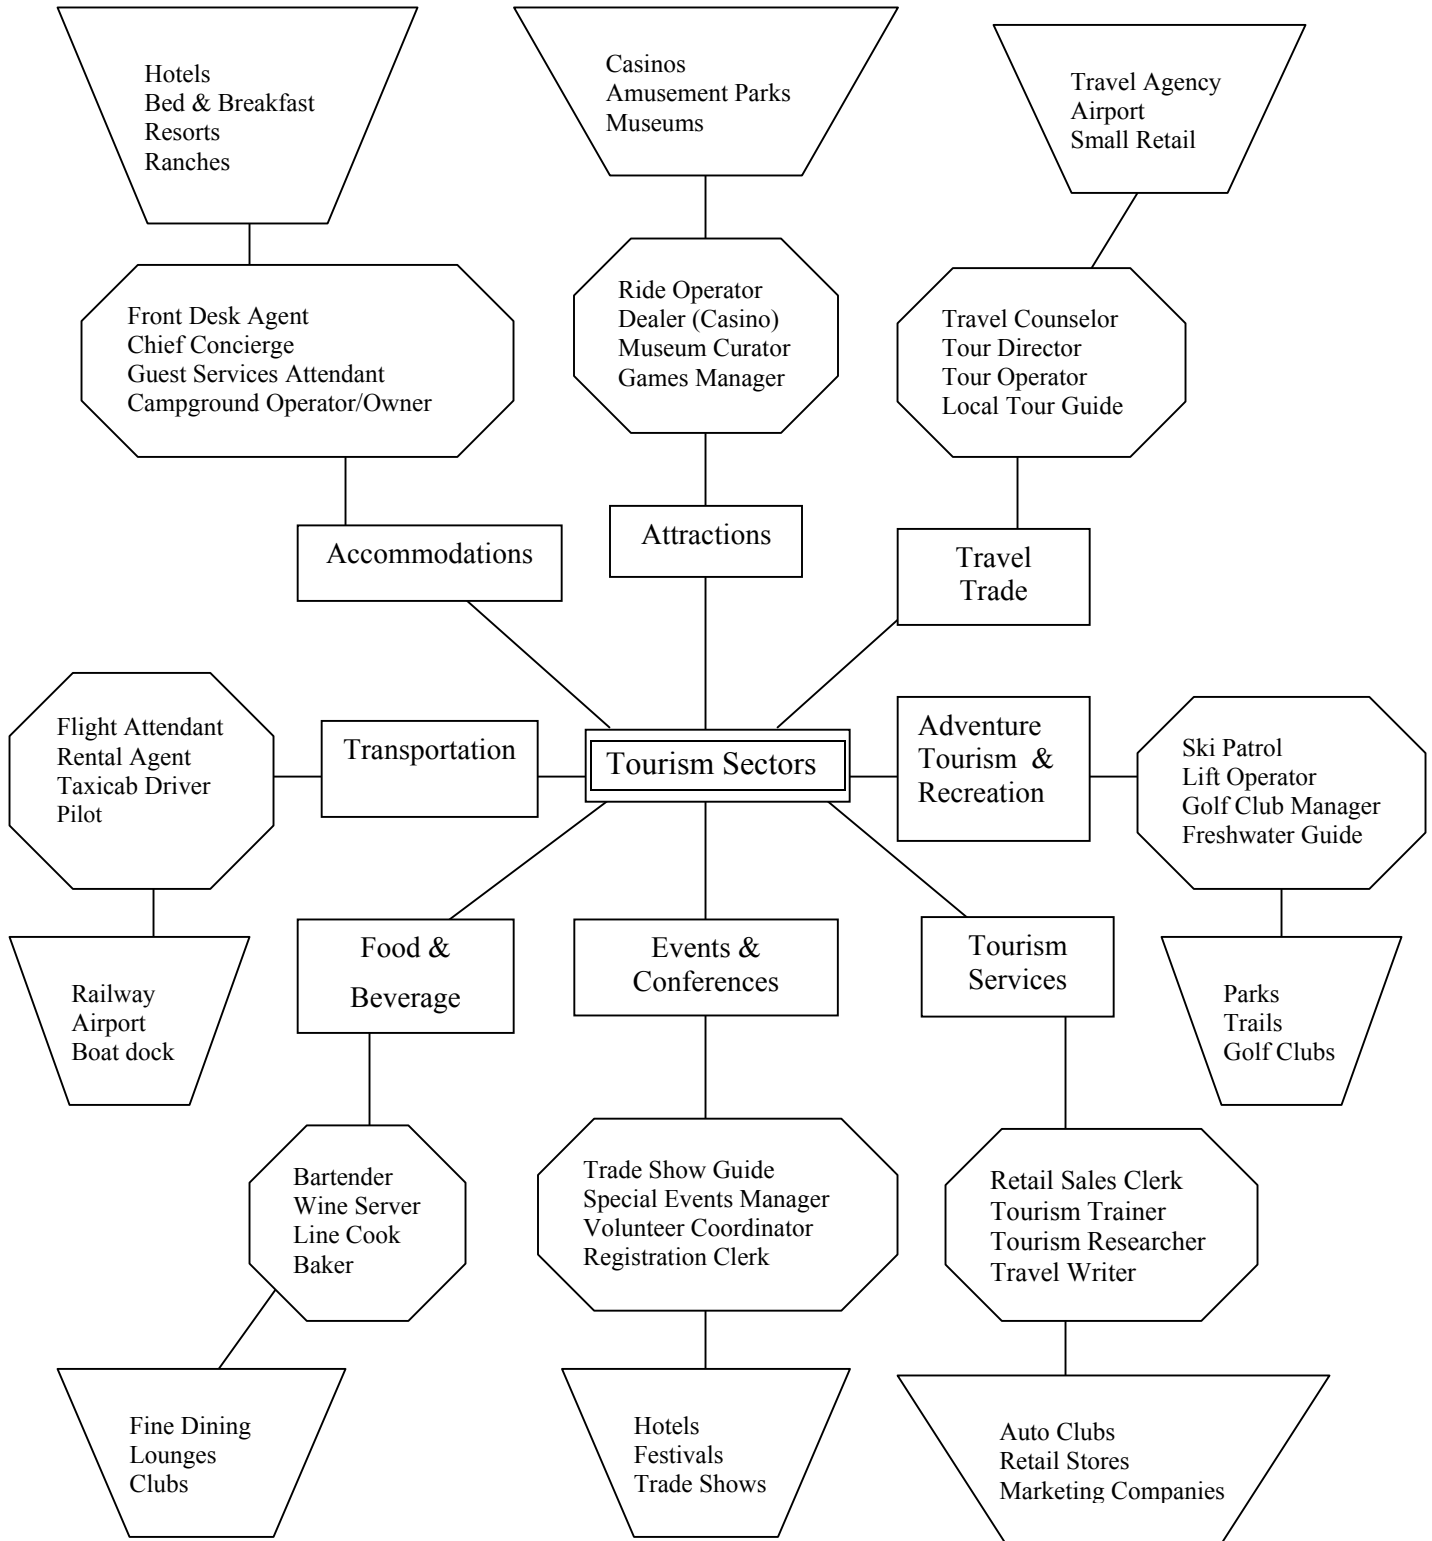 Hotels
Bed & Breakfast
Resorts
Ranches
Casinos
Amusement Parks
Museums
Travel Agency
Airport
Small Retail
Front Desk Agent
Chief Concierge
Guest Services Attendant
Campground Operator/Owner
Ride Operator
Dealer (Casino)
Museum Curator
Games Manager
Travel Counselor
Tour Director
Tour Operator
Local Tour Guide
Accommodations
Attractions
Travel
Trade
Flight Attendant
Rental Agent
Taxicab Driver
Pilot
Transportation
Tourism Sectors
Adventure
Tourism &
Recreation
Ski Patrol
Lift Operator
Golf Club Manager
Freshwater Guide
Railway
Airport
Boat dock
Food &
Beverage
Events &
Conferences
Tourism
Services
Parks
Trails
Golf Clubs
Bartender
Wine Server
Line Cook
Baker
Trade Show Guide
Special Events Manager
Volunteer Coordinator
Registration Clerk
Retail Sales Clerk
Tourism Trainer
Tourism Researcher
Travel Writer
Fine Dining
Lounges
Clubs
Hotels
Festivals
Trade Shows
Auto Clubs
Retail Stores
Marketing Companies